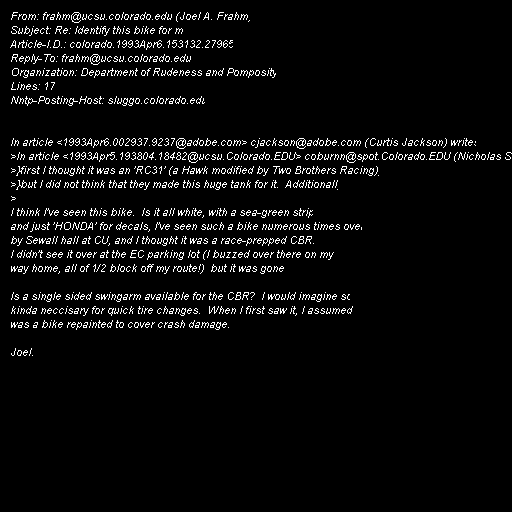 From: frahm@ucsu.colorado.edu (Joel A. Frahm)
Subject: Re: Identify this bike for m
Article-I.D.: colorado.1993Apr6.153132.27965
Reply-To: frahm@ucsu.colorado.edu
Organization: Department of Rudeness and Pomposity
Lines: 17
Nntp-Posting-Host: sluggo.colorado.edu

In article <1993Apr6.002937.9237@adobe.com> cjackson@adobe.com (Curtis Jackson) writes
>In article <1993Apr5.193804.18482@ucsu.Colorado.EDU> coburnn@spot.Colorado.EDU (Nicholas S
>}first I thought it was an 'RC31' (a Hawk modified by Two Brothers Racing),
>}but I did not think that they made this huge tank for it.  Additionall
>
I think I've seen this bike.  Is it all white, with a sea-green strip
and just 'HONDA' for decals, I've seen such a bike numerous times over
by Sewall hall at CU, and I thought it was a race-prepped CBR.
I didn't see it over at the EC parking lot (I buzzed over there on my
way home, all of 1/2 block off my route!)  but it was gone

Is a single sided swingarm available for the CBR?  I would imagine so
kinda neccisary for quick tire changes.  When I first saw it, I assumed
was a bike repainted to cover crash damage.

Joel.